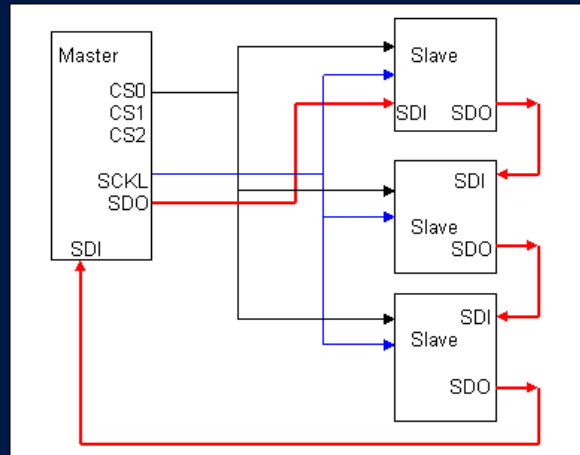 Master
CS0
CS1
CS2
SCKL
SDO
SDI
Slave
SDI SDO
SDI
Slave
SDO
SDI
Slave
SDO